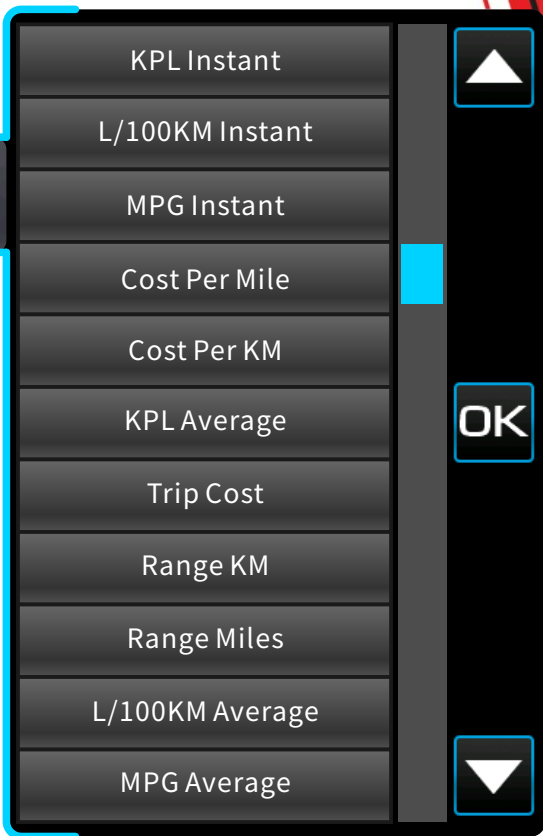 KPL Instant
L/100KM Instant
MPG Instant
Cost Per Mile
Cost Per KM
KPL Average
OK
Trip Cost
Range KM
Range Miles
L/100KM Average
MPG Average